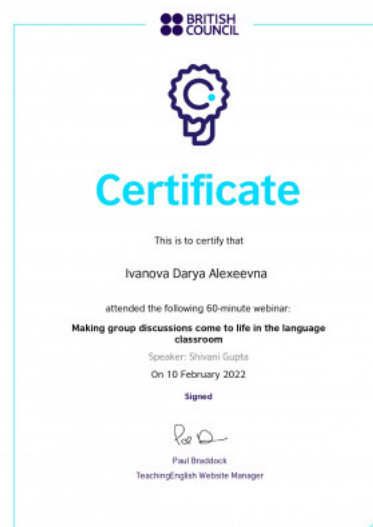 BRITISH
COUNCIL
Certificate
This is to certify that
Ivanova Darya Alexeevna
attended the following 60-minute webinar:
Making group discussions come to life in the language
classroom
Speaker: Shivani Gupta
On 10 February 2022
Signed
Paul Braddock
TeachingEnglish Website Manager